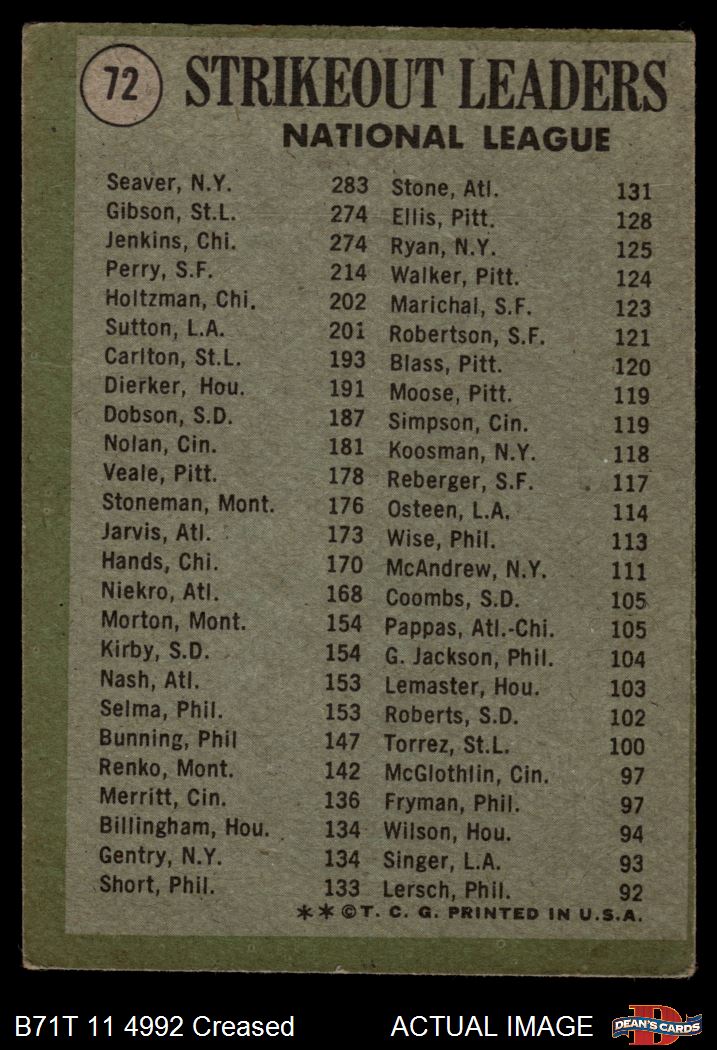 72
STRIKEOUT LEADERS
NATIONAL LEAGUE
Seaver, N.Y. 283
Gibson, St.L. 274
Jenkins, Chi. 274
Perry, S.F. 214
Holtzman, Chi. 202
Sutton, L.A. 201
Carlton, St.L. 193
Dierker, Hou. 191
Dobson, S.D. 187
Nolan, Cin. 181
Veale, Pitt. 178
Stoneman, Mont. 176
Jarvis, Atl. 173
Hands, Chi. 170
Niekro, Atl. 168
Morton, Mont. 154
Kirby, S.D. 154
Nash, Atl. 153
Selma, Phil. 153
Bunning, Phil 147
Renko, Mont. 142
Merritt, Cin. 136
Billingham, Hou. 134
Gentry, N.Y. 134
Short, Phil. 133
Stone, Atl. 131
Ellis, Pitt. 128
Ryan, N.Y. 125
Walker, Pitt. 124
Marichal, S.F. 123
Robertson, S.F. 121
Blass, Pitt. 120
Moose, Pitt. 119
Simpson, Cin. 119
Koosman, N.Y. 118
Reberger, S.F. 117
Osteen, L.A. 114
Wise, Phil. 113
McAndrew, N.Y. 111
Coombs, S.D. 105
Pappas, Atl.-Chi. 105
G. Jackson, Phil. 104
Lemaster, Hou. 103
Roberts, S.D. 102
Torrez, St.L. 100
McGlothlin, Cin. 97
Fryman, Phil. 97
Wilson, Hou. 94
Singer, L.A. 93
Lersch, Phil. 92
**©T. C. G. PRINTED IN U.S.A.
B71T 11 4992 Creased ACTUAL IMAGE
D
DEAN'S CARDS